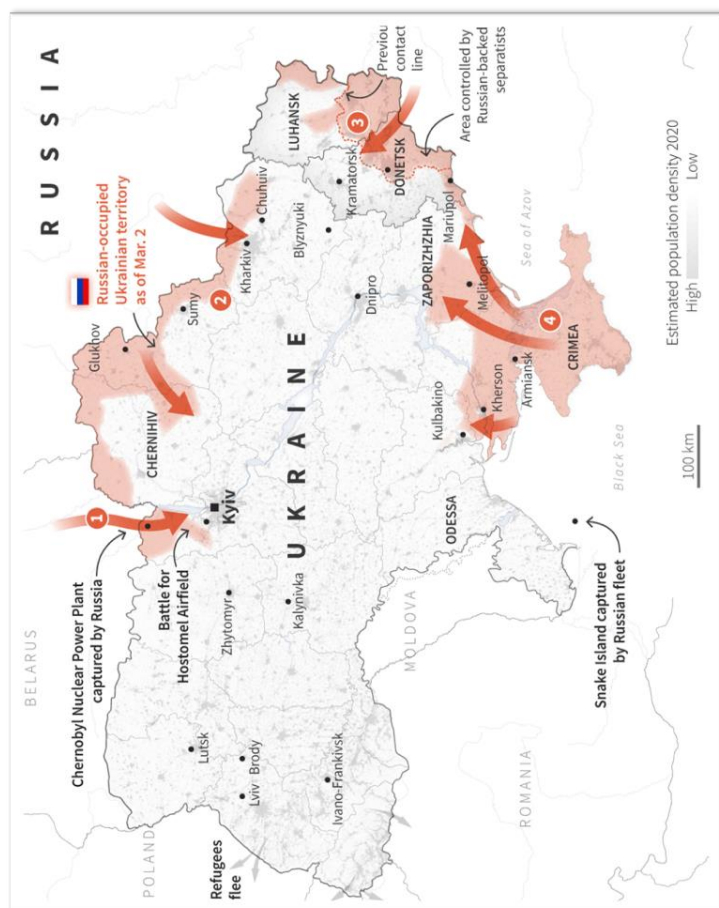 RUSSIA
BELARUS
POLAND
Refugees
flee
Lutsk
Lviv
Brody
Ivano-Frankivsk
Chernobyl Nuclear Power Plant
captured by Russia
1
Battle for
Hostomel Airfield
Zhytomyr
Kalynivka
Kyiv
CHERNIHIV
Glukhov
Russian-occupied
Ukrainian territory
as of Mar. 2
Sumy
2
Kharkiv
Chuhuiv
Blyznyuki
UKRAINE
Dnipro
LUHANSK
Previou
contact
line
3
Kramatorsk
DONETSK
Area controlled by
Russian-backed
separatists
ZAPORIZHZHIA
Mariupol
Melitopol
Sea of Azov
4
Kulbakino
Kherson
Armiansk
CRIMEA
ODESSA
MOLDOVA
ROMANIA
Snake Island captured
by Russian fleet
Black Sea
100 km
Estimated population density 2020
High
Low